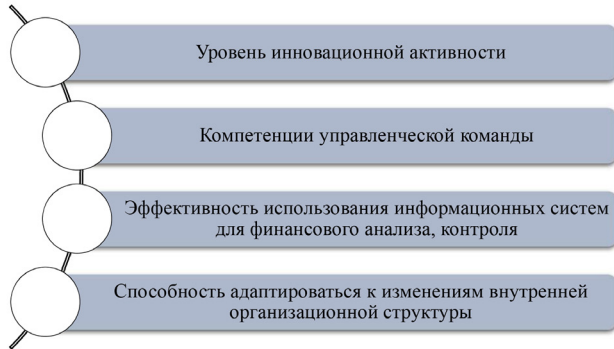 Уровень инновационной активности
Компетенции управленческой команды
Эффективность использования информационных систем
для финансового анализа, контроля
Способность адаптироваться к изменениям внутренней
организационной структуры